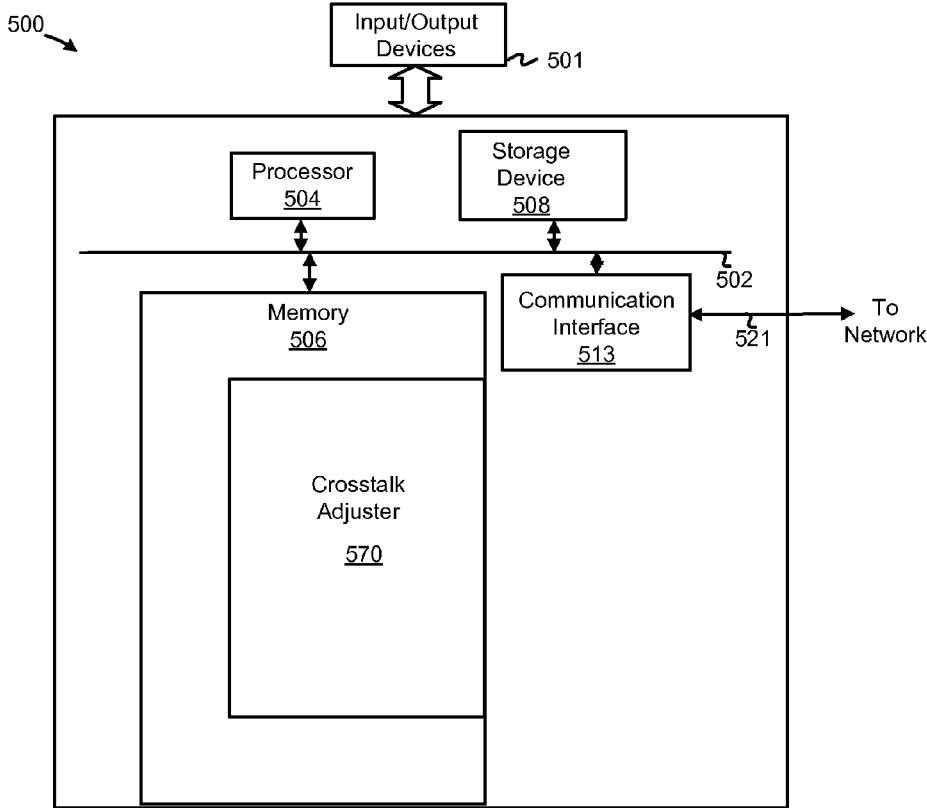 500
Input/Output
Devices
501
Processor
504
Storage
Device
508
502
Memory
506
Communication
Interface
513
521
To
Network
Crosstalk
Adjuster
570